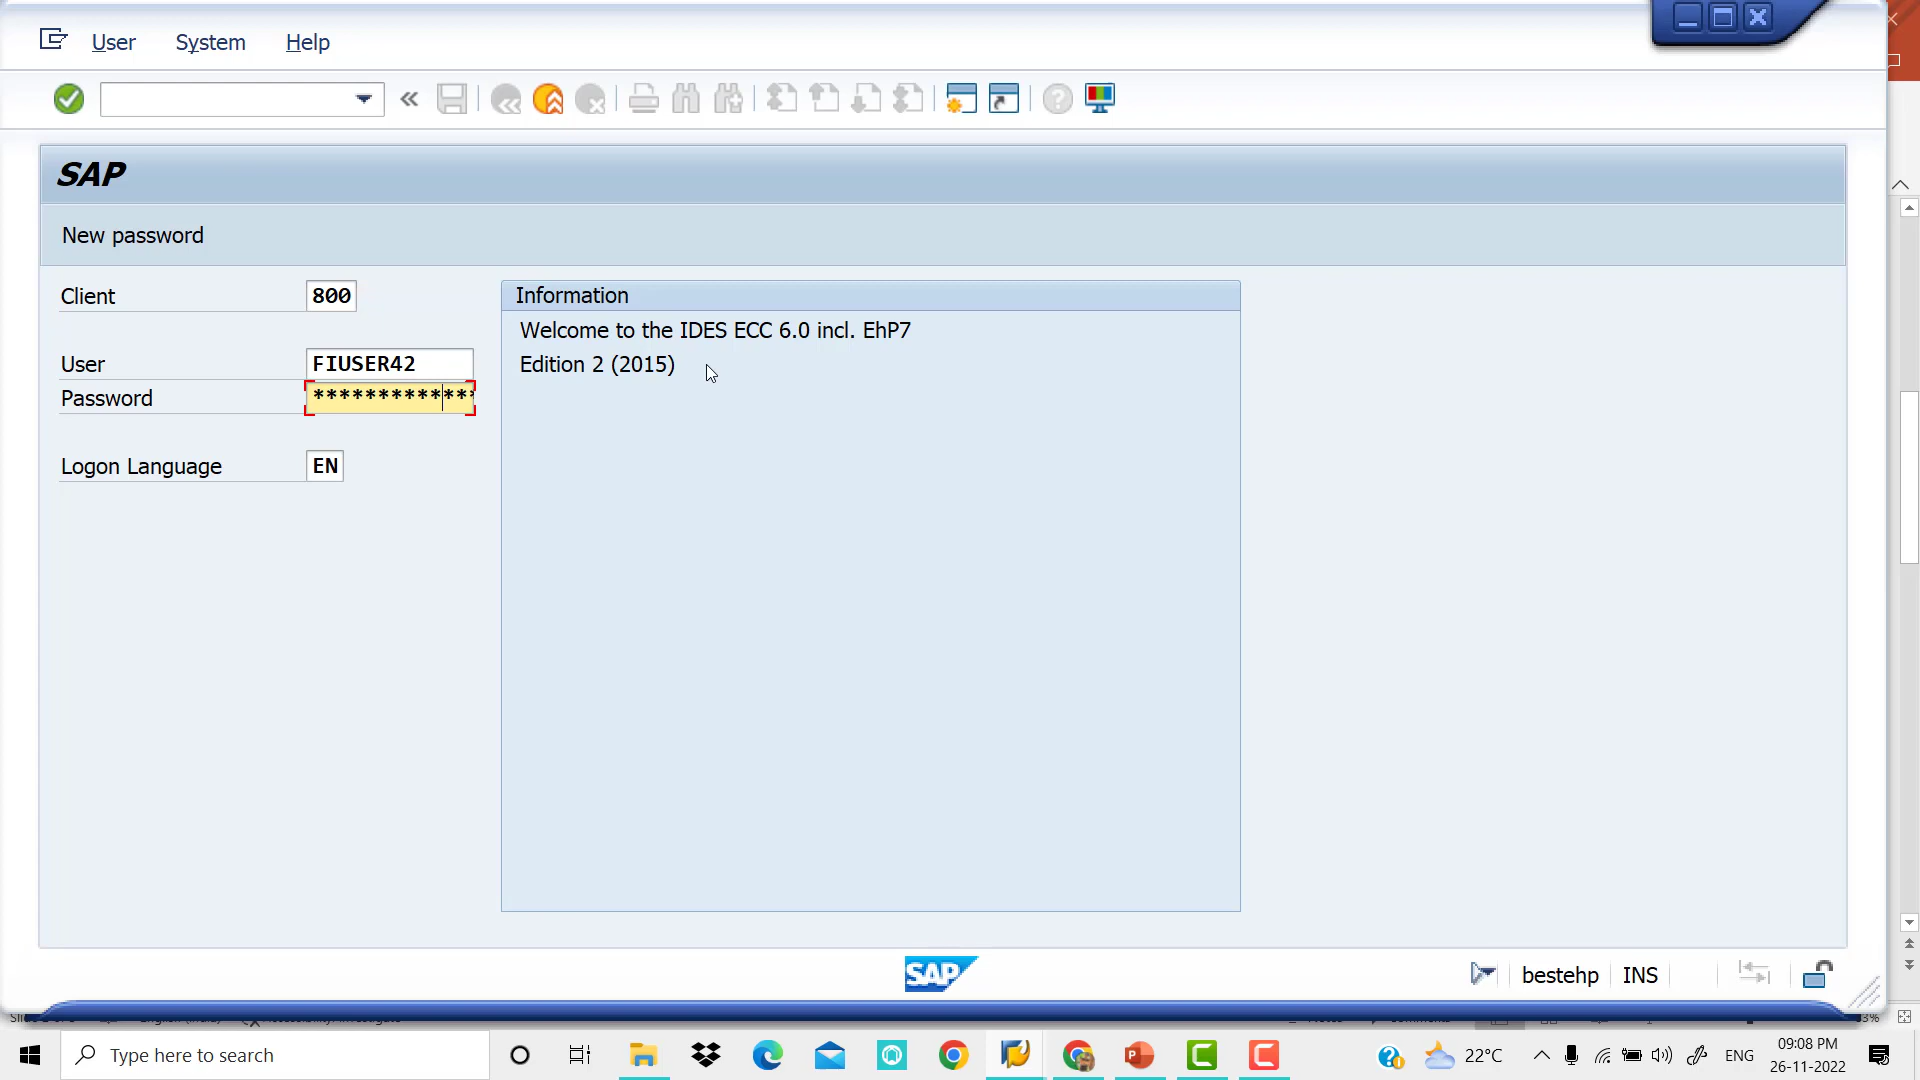 User System Help
SAP
New password
Client 800
User FIUSER42
Password **************
Logon Language EN
Information
Welcome to the IDES ECC 6.0 incl. EhP7
Edition 2 (2015)
SAP
bestehp INS
Type here to search
22°C
ENG
09:08 PM
26-11-2022